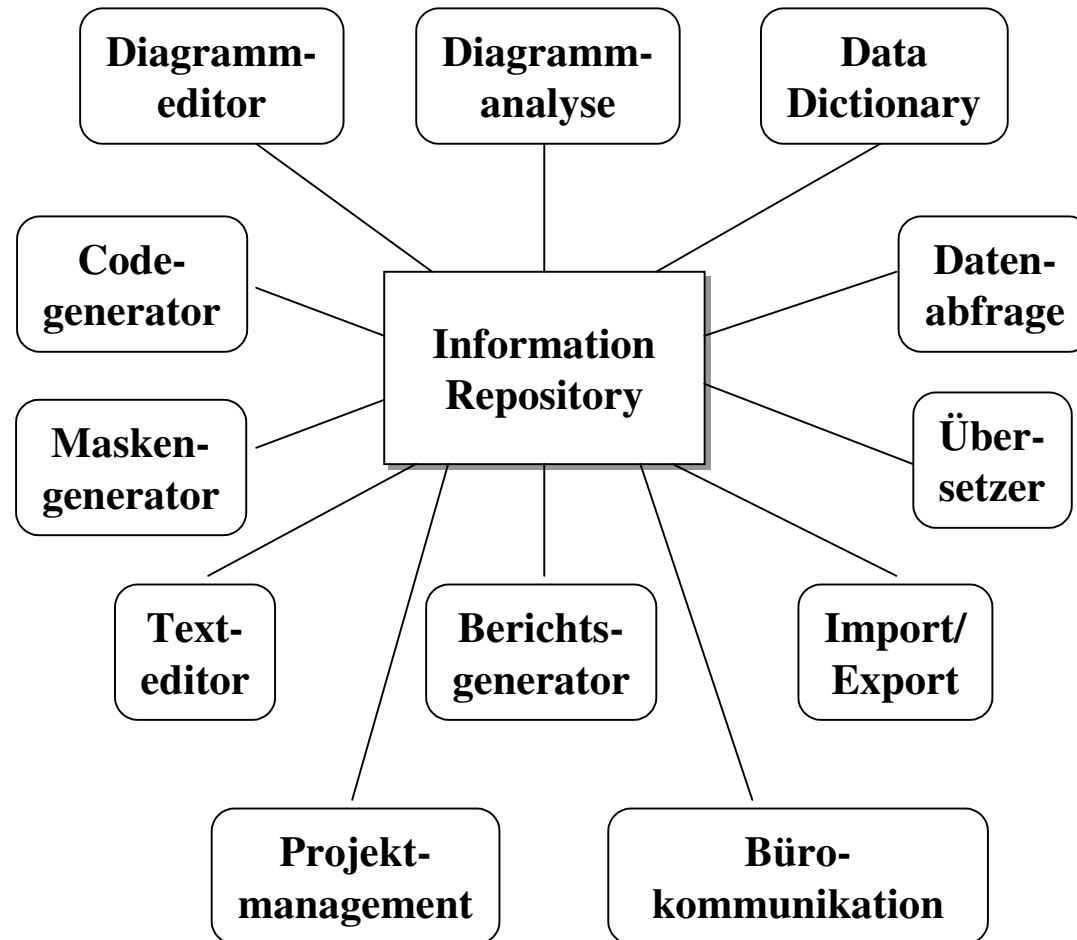 Diagramm-
editor
Diagramm-
analyse
Data
Dictionary
Code-
generator
Daten-
abfrage
Information
Repository
Masken-
generator
Über-
setzer
Text-
editor
Berichts-
generator
Import/
Export
Projekt-
management
Büro-
kommunikation